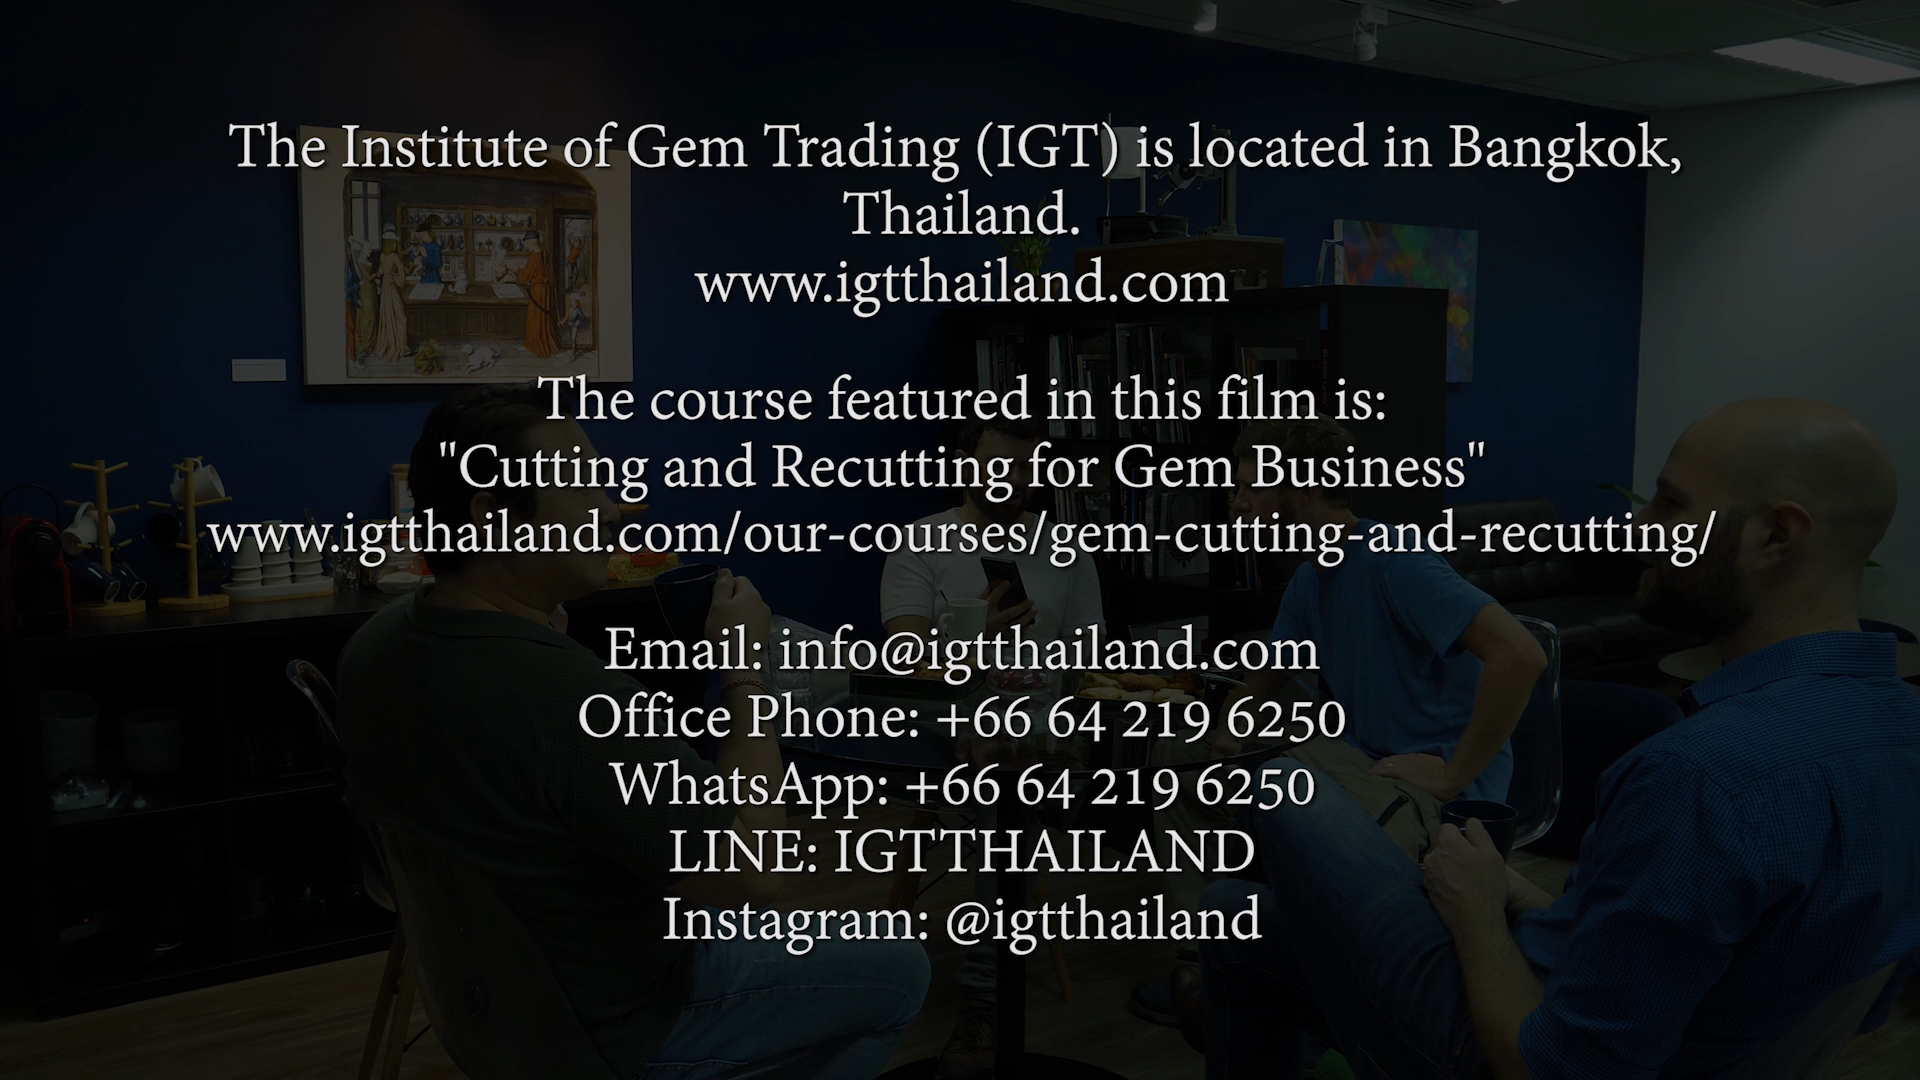 The Institute of Gem Trading (IGT) is located in Bangkok,
Thailand.
www.igtthailand.com
The course featured in this film is:
"Cutting and Recutting for Gem Business"
www.igtthailand.com/our-courses/gem-cutting-and-recutting/
Email: info@igtthailand.com
Office Phone: +66 64 219 6250
WhatsApp: +66 64 219 6250
LINE: IGTTHAILAND
Instagram: @igtthailand